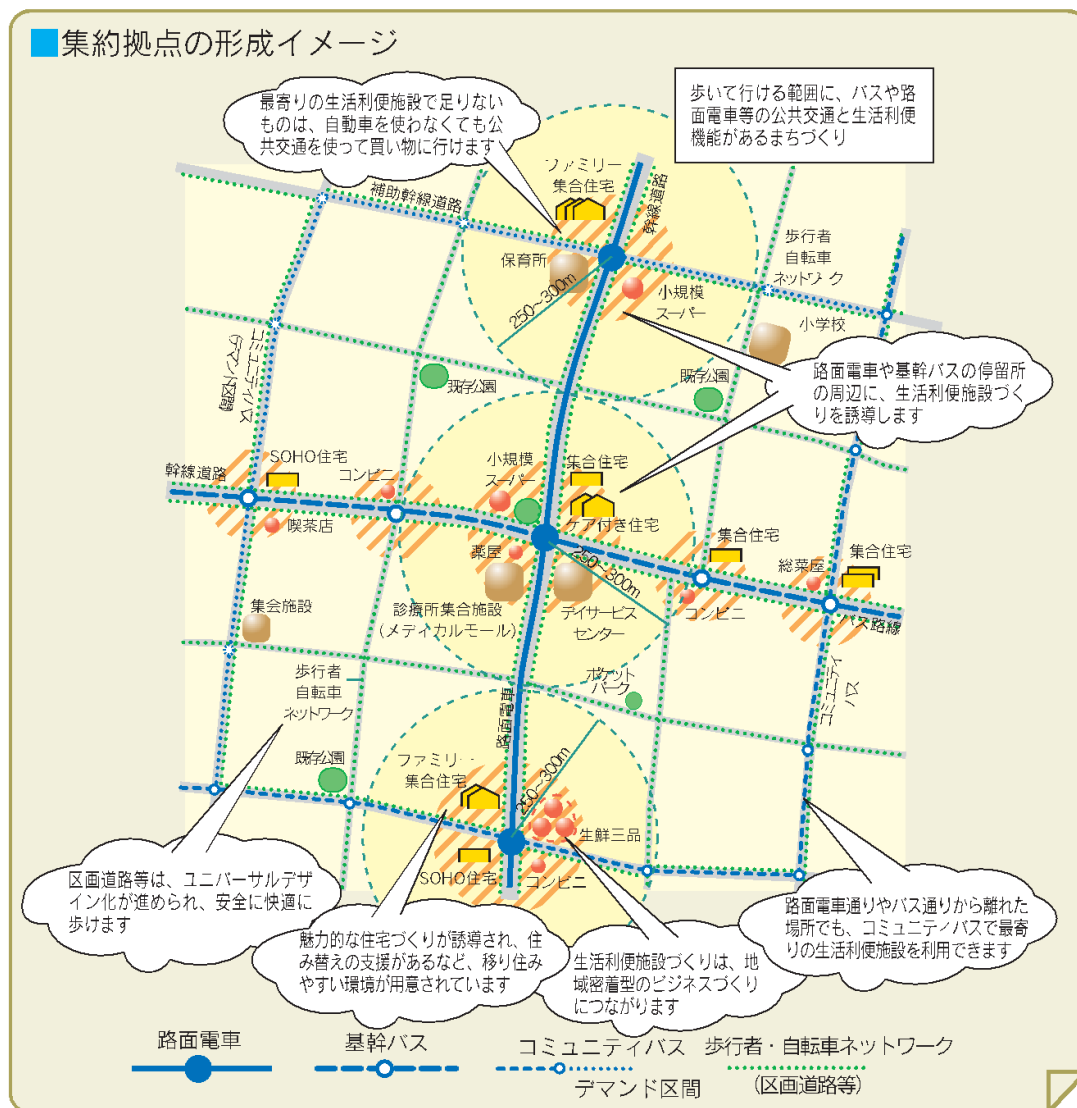 集約拠点の形成イメージ
最寄りの生活利便施設で足りない
ものは、自動車を使わなくても公
共交通を使って買い物に行けます
歩いて行ける範囲に、バスや路
面電車等の公共交通と生活利便
機能があるまちづくり
ファミリー
集合住宅
幹線道路
補助幹線道路
保育所
250～300m
小規模
スーパー
歩行者
自転車
ネットワーク
小学校
コミュニティバス
(デマンド区間)
既存公園
既存公園
路面電車や基幹バスの停留所
の周辺に、生活利便施設づく
りを誘導します
幹線道路
SOHO住宅
コンビニ
喫茶店
小規模
スーパー
集合住宅
ケア付き住宅
薬屋
250～300m
集合住宅
コンビニ
総菜屋
集合住宅
バス路線
集会施設
診療所集合施設
(メディカルモール)
デイサービス
センター
コミュニティ
バス
歩行者
自転車
ネットワーク
ポケット
パーク
路面電車
既存公園
ファミリー
集合住宅
250～300m
生鮮三品
SOHO住宅
コンビニ
区画道路等は、ユニバーサルデザ
イン化が進められ、安全に快適に
歩けます
魅力的な住宅づくりが誘導され、住
み替えの支援があるなど、移り住み
やすい環境が用意されています
生活利便施設づくりは、地
域密着型のビジネスづくり
につながります
路面電車通りやバス通りから離れた
場所でも、コミュニティバスで最寄
りの生活利便施設を利用できます
路面電車
基幹バス
コミュニティバス
デマンド区間
歩行者・自転車ネットワーク
(区画道路等)